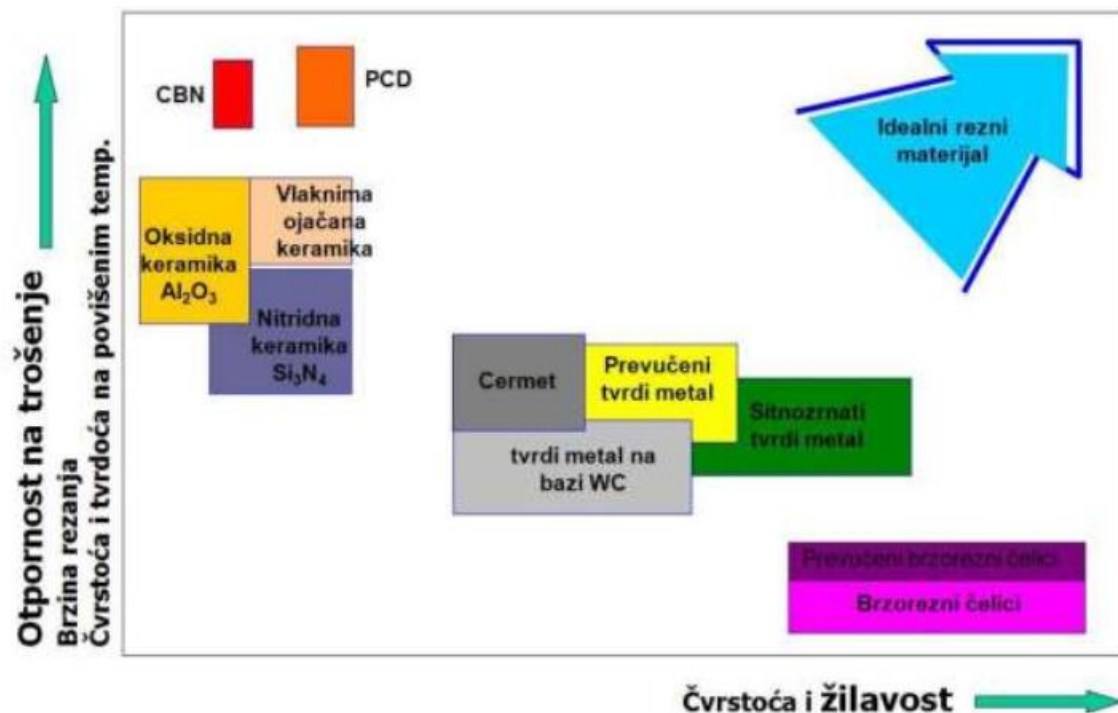 CBN
PCD
Idealni rezni
materijal
Vlaknima
ojačana
keramika
Oksidna
keramika
Al₂O₃
Nitridna
keramika
Si₃N₄
Cermet
Prevučeni
tvrdi metal
Sitnozrnati
tvrdi metal
tvrdi metal na
bazi WC
Prevučeni brzorezni čelici
Brzorezni čelici
Otpornost na trošenje
Brzina rezanja
Čvrstoća i tvrdoća na povišenim temp.
Čvrstoća i žilavost